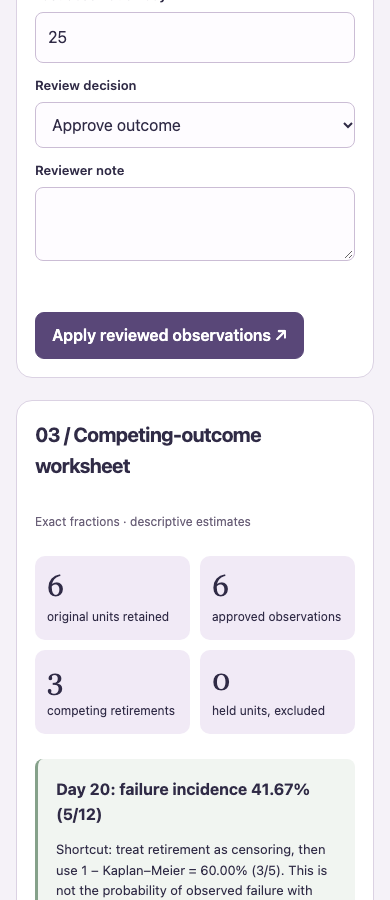 25
Review decision
Approve outcome
Reviewer note
Apply reviewed observations ↗
03 / Competing-outcome
worksheet
Exact fractions · descriptive estimates
6
original units retained
6
approved observations
3
competing retirements
0
held units, excluded
Day 20: failure incidence 41.67%
(5/12)
Shortcut: treat retirement as censoring, then
use 1 − Kaplan–Meier = 60.00% (3/5). This is
not the probability of observed failure with